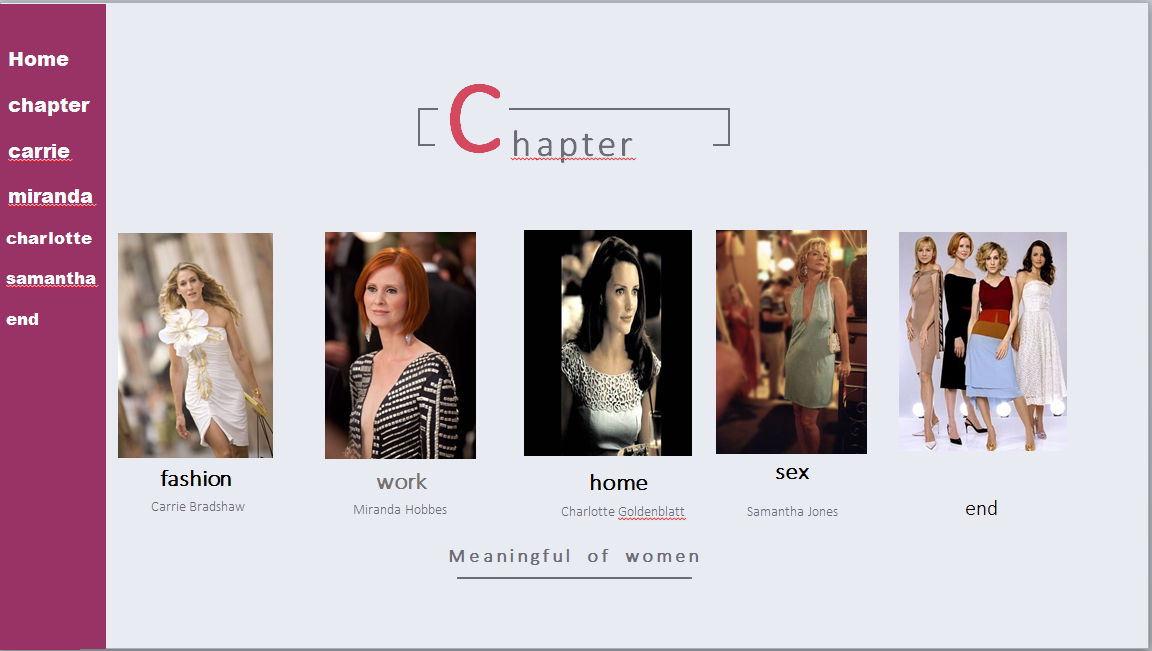 Home
chapter
carrie
miranda
charlotte
samantha
end
Chapter
fashion
Carrie Bradshaw
work
Miranda Hobbes
home
Charlotte Goldenblatt
sex
Samantha Jones
end
Meaningful of women